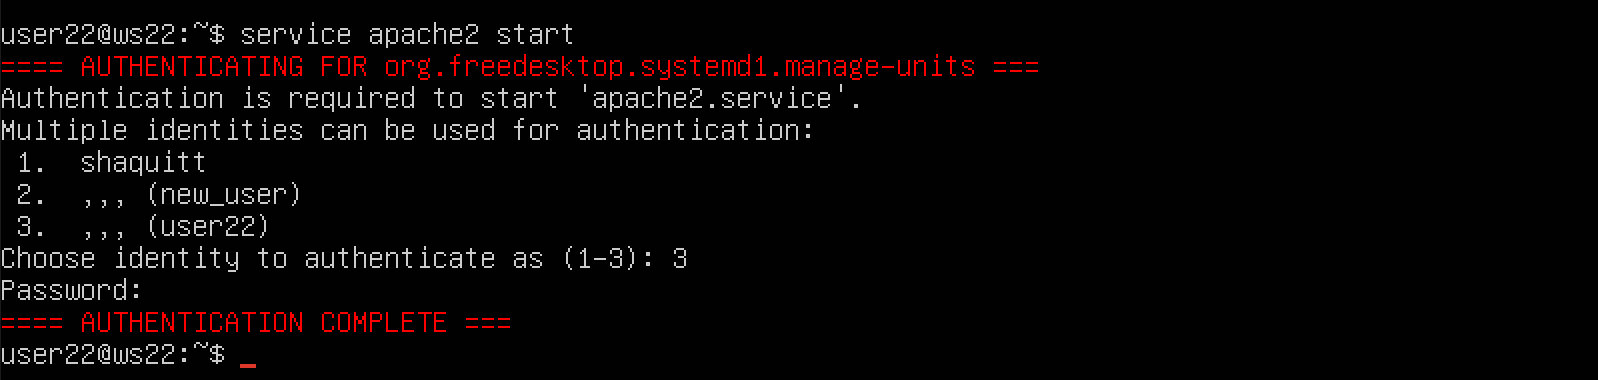 user22@ws22:~$ service apache2 start
==== AUTHENTICATING FOR org.freedesktop.systemd1.manage-units ===
Authentication is required to start 'apache2.service'.
Multiple identities can be used for authentication:
 1.  shaquitt
 2.  ,,, (new_user)
 3.  ,,, (user22)
Choose identity to authenticate as (1-3): 3
Password:
==== AUTHENTICATION COMPLETE ===
user22@ws22:~$ _